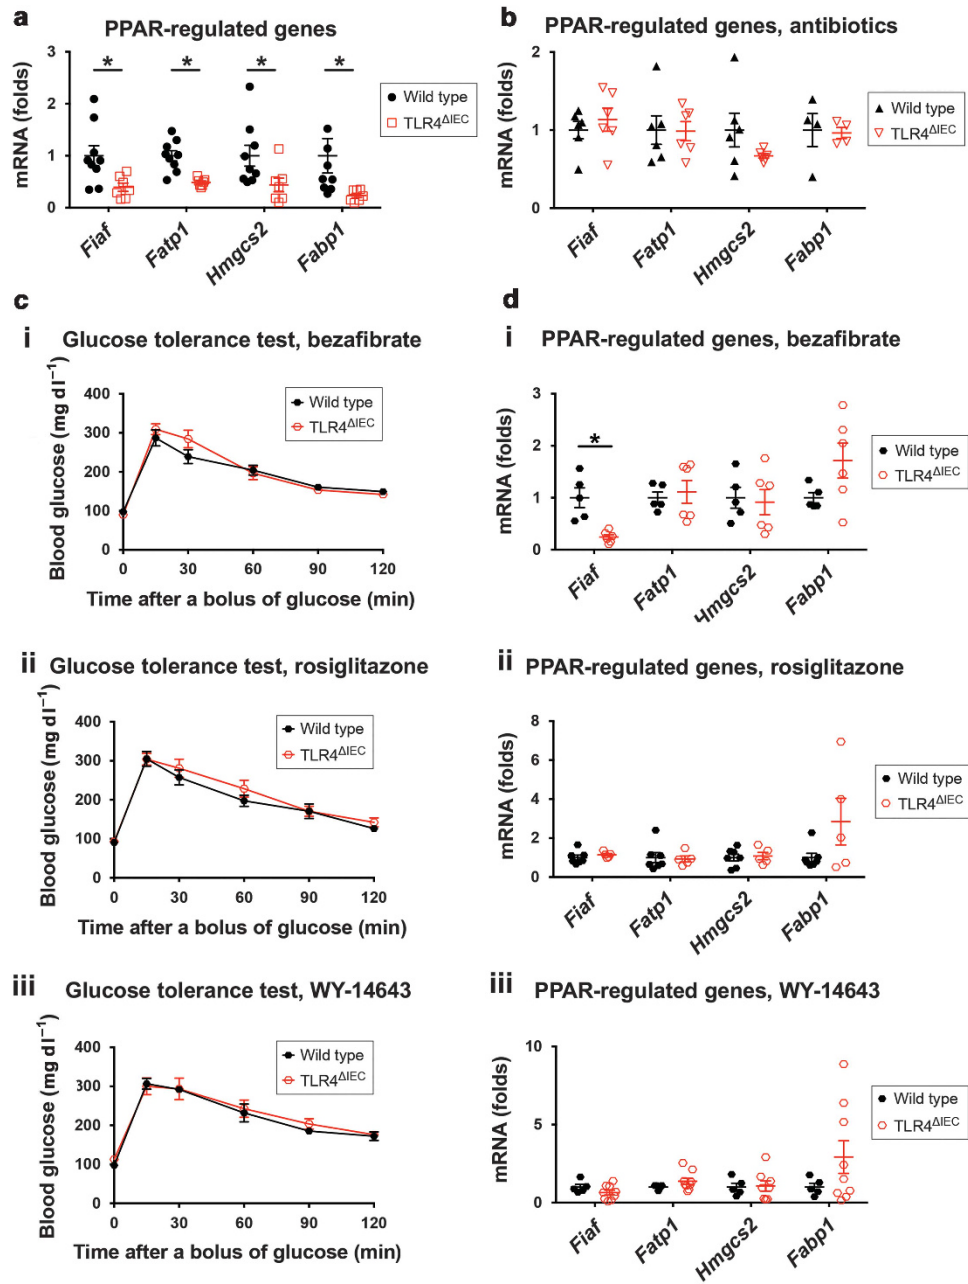 a
PPAR-regulated genes
mRNA (folds)
3
2
1
0
* * * *
Wild type
TLR4ΔIEC
Fiaf Fatp1 Hmgcs2 Fabp1
b
PPAR-regulated genes, antibiotics
mRNA (folds)
2
1
0
Wild type
TLR4ΔIEC
Fiaf Fatp1 Hmgcs2 Fabp1
c
i Glucose tolerance test, bezafibrate
Blood glucose (mg dl−1)
400
300
200
100
0
Wild type
TLR4ΔIEC
0 30 60 90 120
Time after a bolus of glucose (min)
d
i PPAR-regulated genes, bezafibrate
mRNA (folds)
3
2
1
0
*
Wild type
TLR4ΔIEC
Fiaf Fatp1 Hmgcs2 Fabp1
ii Glucose tolerance test, rosiglitazone
Blood glucose (mg dl−1)
400
300
200
100
0
Wild type
TLR4ΔIEC
0 30 60 90 120
Time after a bolus of glucose (min)
ii PPAR-regulated genes, rosiglitazone
mRNA (folds)
8
6
4
2
0
Wild type
TLR4ΔIEC
Fiaf Fatp1 Hmgcs2 Fabp1
iii Glucose tolerance test, WY-14643
Blood glucose (mg dl−1)
400
300
200
100
0
Wild type
TLR4ΔIEC
0 30 60 90 120
Time after a bolus of glucose (min)
iii PPAR-regulated genes, WY-14643
mRNA (folds)
10
5
0
Wild type
TLR4ΔIEC
Fiaf Fatp1 Hmgcs2 Fabp1